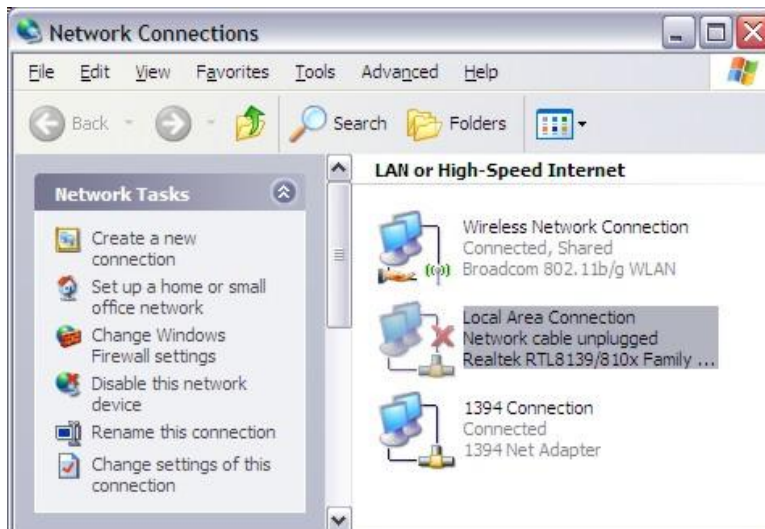 Network Connections
File Edit View Favorites Tools Advanced Help
Back Search Folders
Network Tasks
Create a new
connection
Set up a home or small
office network
Change Windows
Firewall settings
Disable this network
device
Rename this connection
Change settings of this
connection
LAN or High-Speed Internet
Wireless Network Connection
Connected, Shared
Broadcom 802.11b/g WLAN
Local Area Connection
Network cable unplugged
Realtek RTL8139/810x Family ...
1394 Connection
Connected
1394 Net Adapter